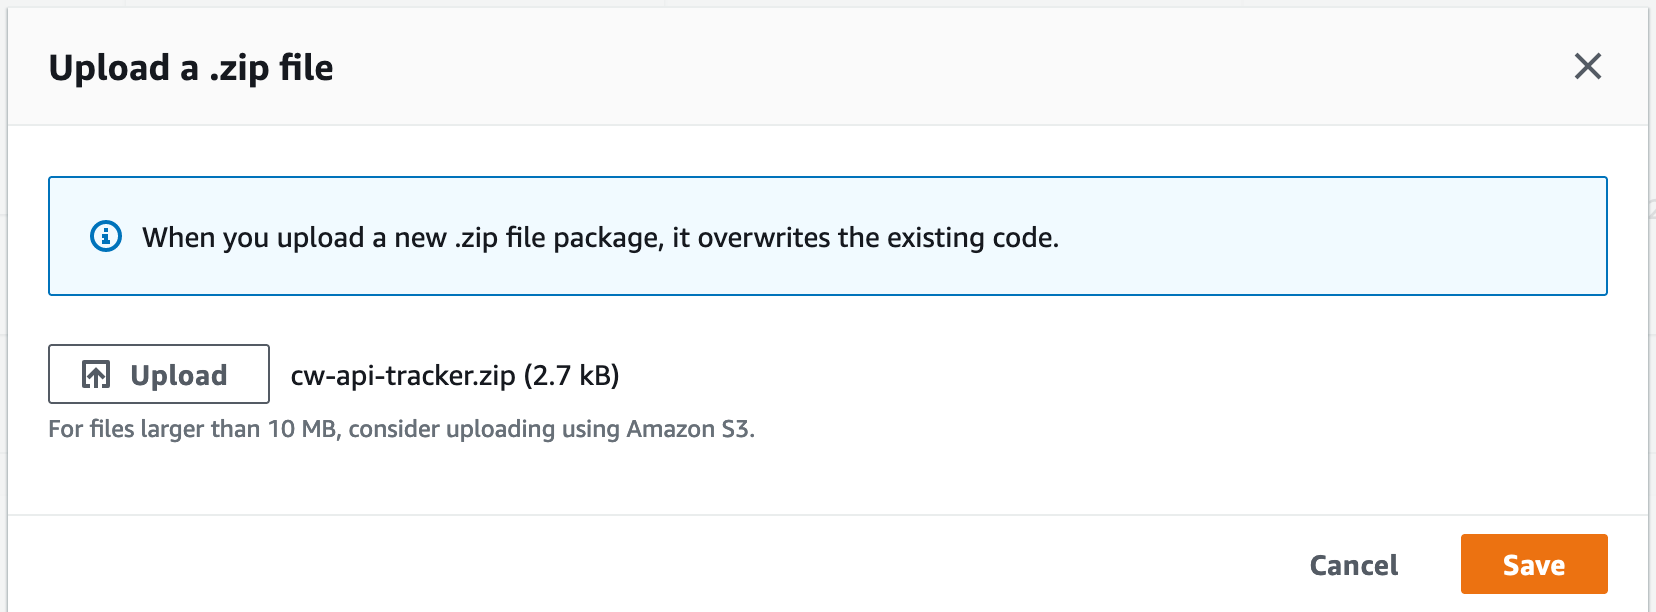 Upload a .zip file
When you upload a new .zip file package, it overwrites the existing code.
Upload cw-api-tracker.zip (2.7 kB)
For files larger than 10 MB, consider uploading using Amazon S3.
Cancel Save